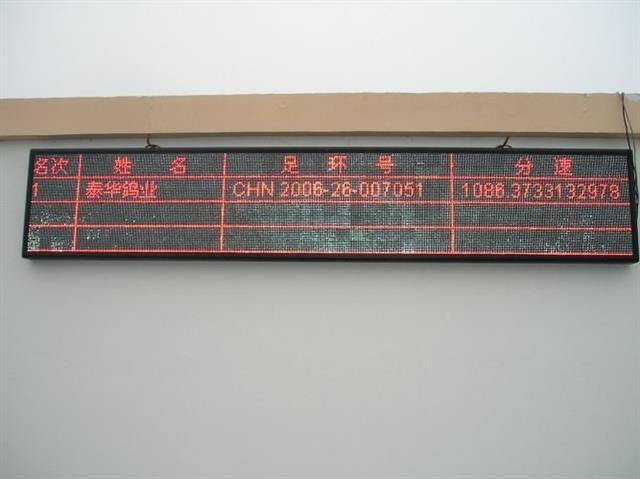 名次 姓 名 足 环 号 分 速
1 泰华鸽业 CHN 2006-26-007051 1086.3733132978